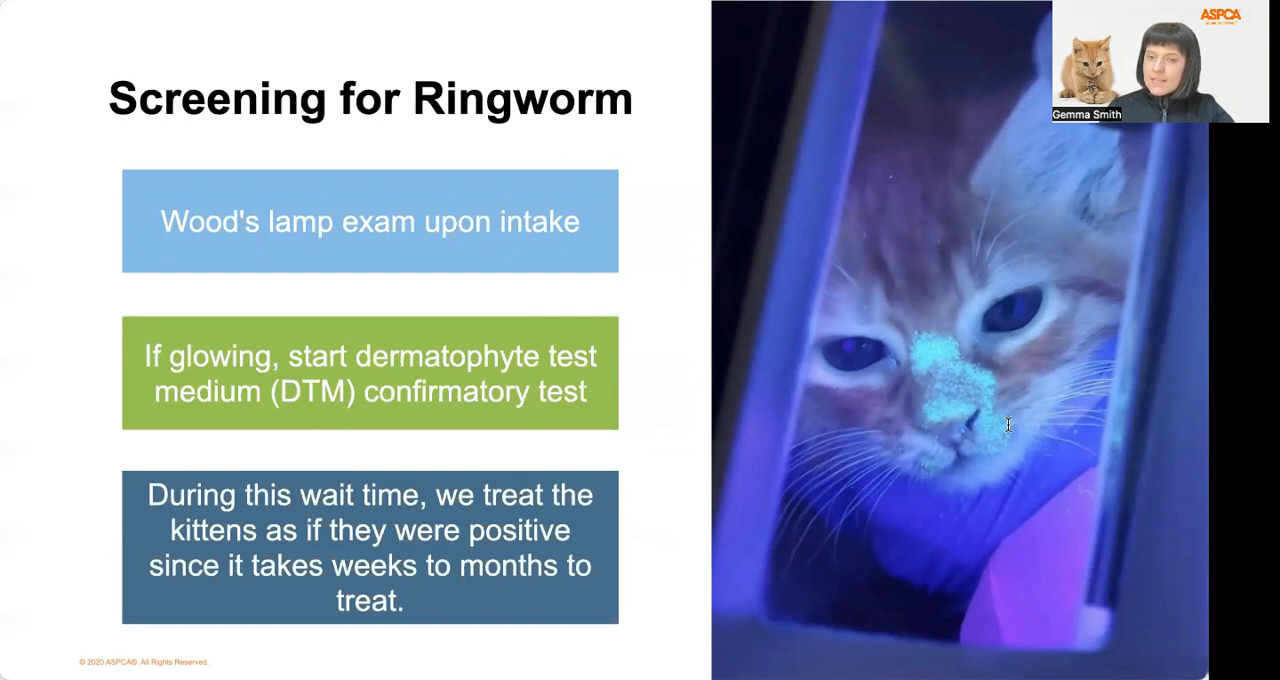 Screening for Ringworm
Wood's lamp exam upon intake
If glowing, start dermatophyte test
medium (DTM) confirmatory test
During this wait time, we treat the
kittens as if they were positive
since it takes weeks to months to
treat.
© 2020 ASPCA®. All Rights Reserved.
ASPCA
Gemma Smith